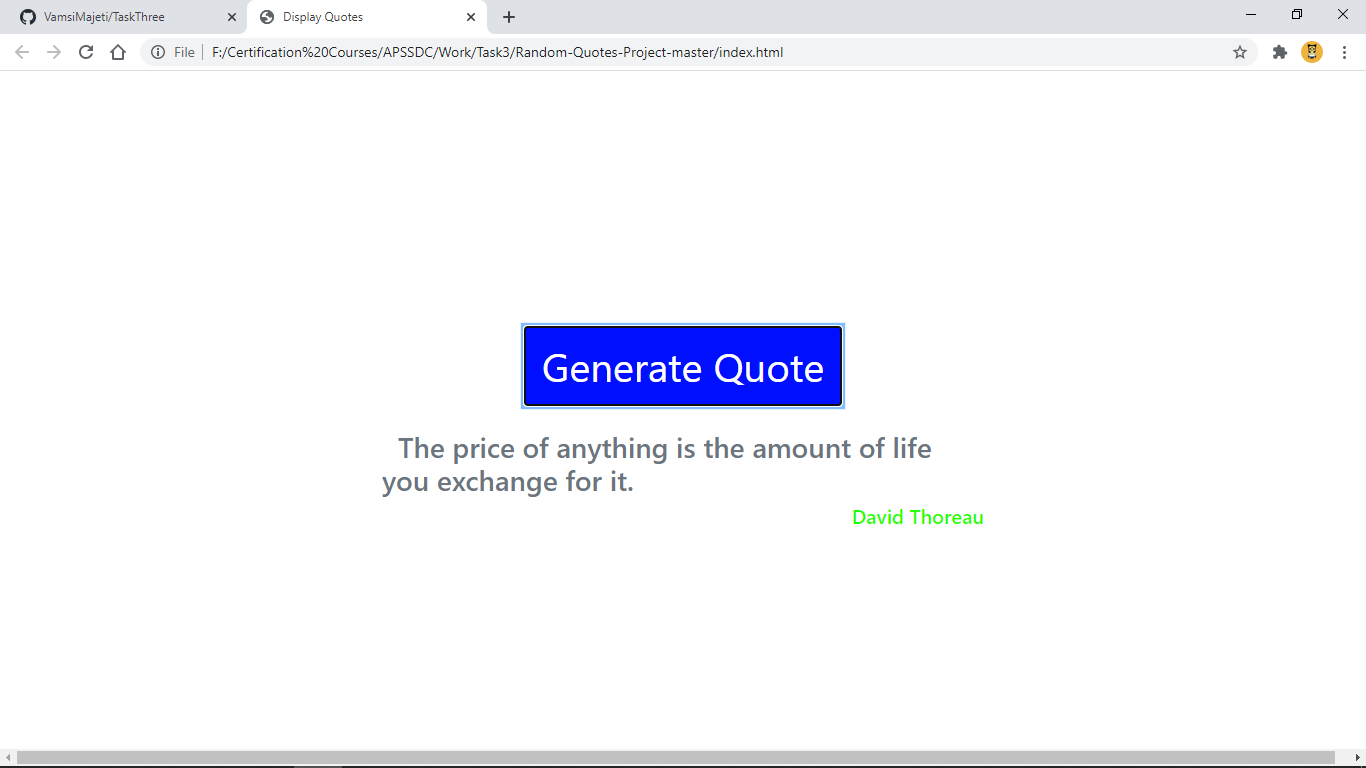 VamsiMajeti/TaskThree
Display Quotes
File
F:/Certification%20Courses/APSSDC/Work/Task3/Random-Quotes-Project-master/index.html
Generate Quote
The price of anything is the amount of life
you exchange for it.
David Thoreau